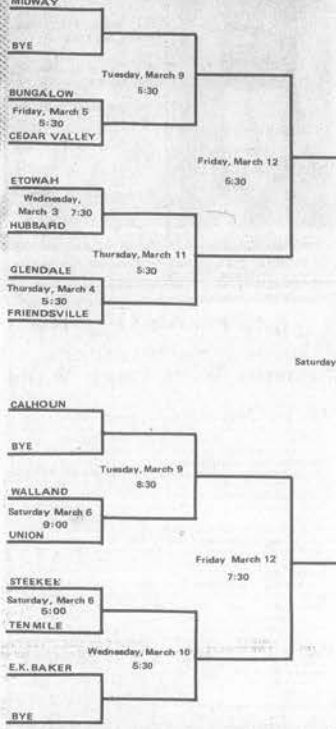 MIDWAY
BYE
Tuesday, March 9
5:30
BUNGALOW
Friday, March 5
5:30
CEDAR VALLEY
Friday, March 12
5:30
ETOWAH
Wednesday,
March 3 7:30
HUBBARD
Thursday, March 11
5:30
GLENDALE
Thursday, March 4
5:30
FRIENDSVILLE
Saturday
CALHOUN
BYE
Tuesday, March 9
8:30
WALLAND
Saturday March 6
9:00
UNION
Friday March 12
7:30
STEEKEE
Saturday, March 6
5:00
TEN MILE
Wednesday, March 10
5:30
E.K. BAKER
BYE